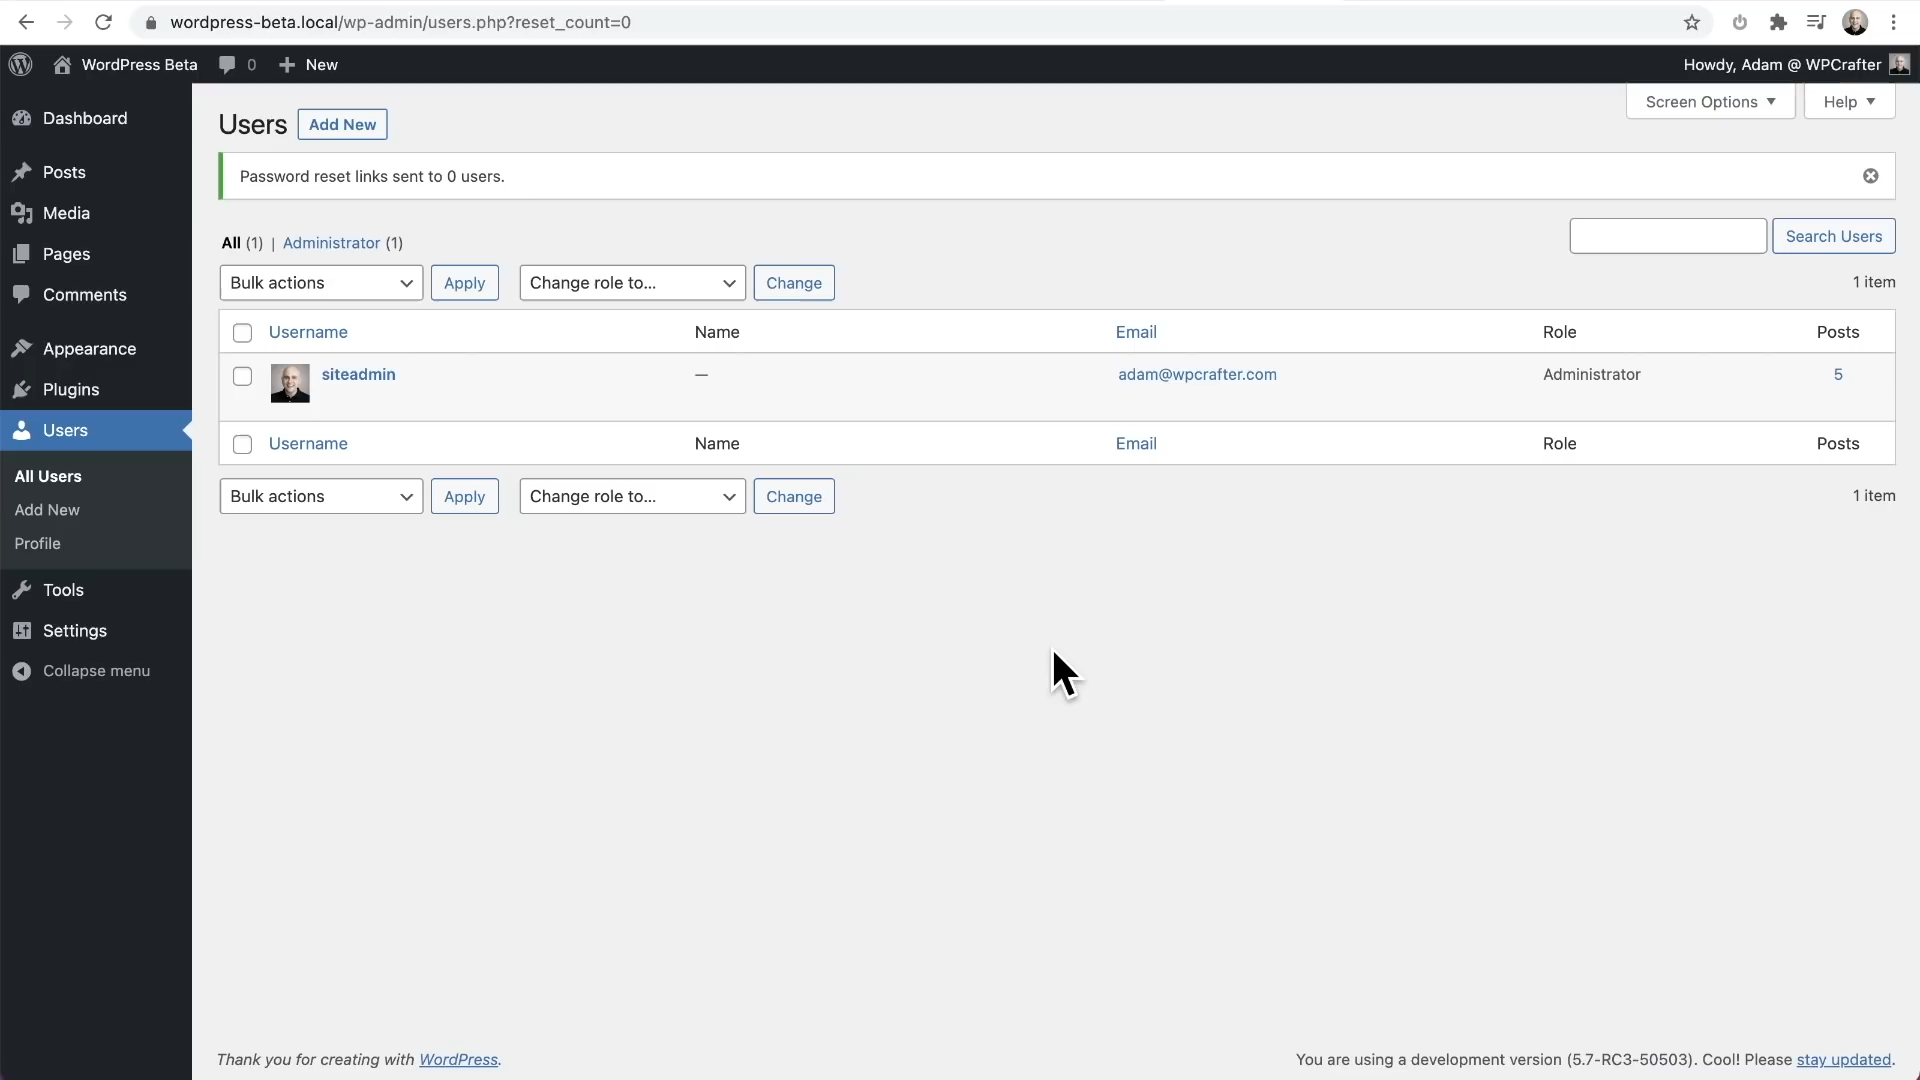 wordpress-beta.local/wp-admin/users.php?reset_count=0
WordPress Beta 0 New Howdy, Adam @ WPCrafter
Dashboard
Posts
Media
Pages
Comments
Appearance
Plugins
Users
All Users
Add New
Profile
Tools
Settings
Collapse menu
Screen Options Help
Users Add New
Password reset links sent to 0 users.
All (1) | Administrator (1) Search Users
Bulk actions Apply Change role to... Change 1 item
Username Name Email Role Posts
siteadmin — adam@wpcrafter.com Administrator 5
Username Name Email Role Posts
Bulk actions Apply Change role to... Change 1 item
Thank you for creating with WordPress. You are using a development version (5.7-RC3-50503). Cool! Please stay updated.